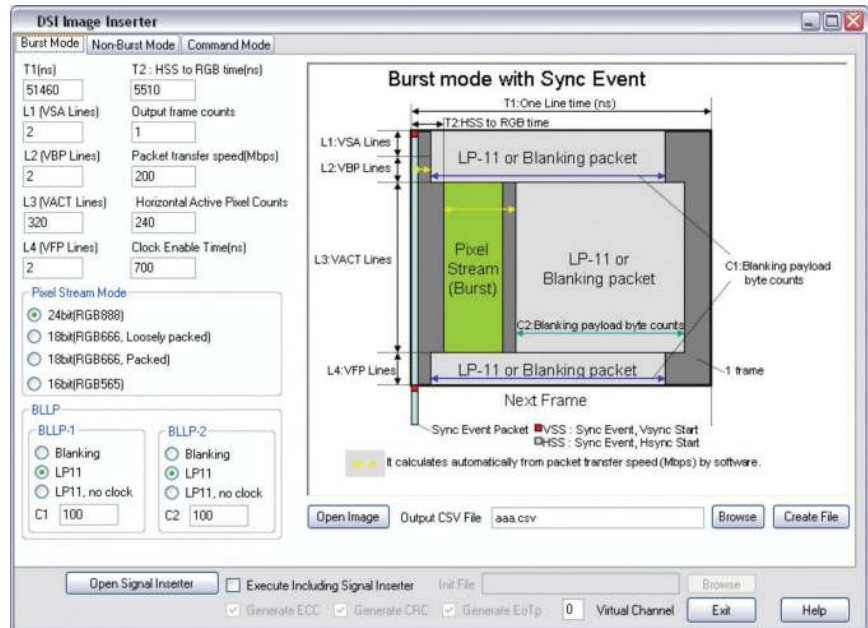 DSI Image Inserter
Burst Mode Non-Burst Mode Command Mode
T1(ns) T2 : HSS to RGB time(ns)
51460 5510
L1 (VSA Lines) Output frame counts
2 1
L2 (VBP Lines) Packet transfer speed(Mbps)
2 200
L3 (VACT Lines) Horizontal Active Pixel Counts
320 240
L4 (VFP Lines) Clock Enable Time(ns)
2 700
Pixel Stream Mode
24bit(RGB888)
18bit(RGB666, Loosely packed)
18bit(RGB666, Packed)
16bit(RGB565)
BLLP
BLLP-1
Blanking
LP11
LP11, no clock
C1 100
BLLP-2
Blanking
LP11
LP11, no clock
C2 100
Burst mode with Sync Event
T1:One Line time (ns)
T2:HSS to RGB time
L1:VSA Lines
L2:VBP Lines
LP-11 or Blanking packet
L3:VACT Lines
Pixel
Stream
(Burst)
LP-11 or
Blanking packet
C1:Blanking payload
byte counts
C2:Blanking payload byte counts
L4:VFP Lines
LP-11 or Blanking packet
1 frame
Next Frame
Sync Event Packet
VSS : Sync Event, Vsync Start
HSS : Sync Event, Hsync Start
It calculates automatically from packet transfer speed (Mbps) by software.
Open Image Output CSV File aaa.csv Browse Create File
Open Signal Inserter Execute Including Signal Inserter Init File Browse
Generate ECC Generate CRC Generate EoTp 0 Virtual Channel Exit Help